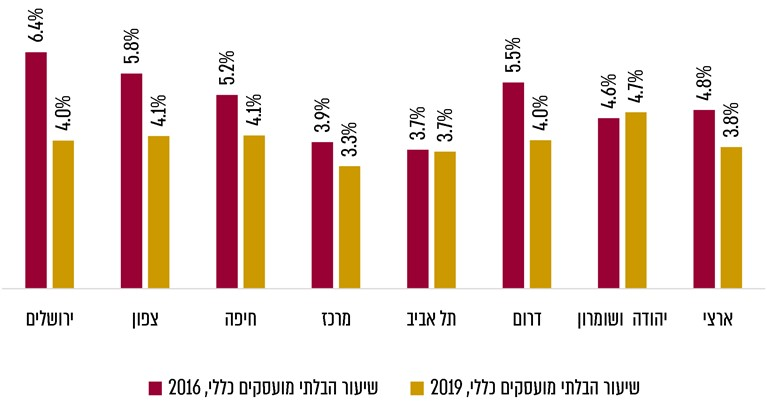 6.4%
4.0%
5.8%
4.1%
5.2%
4.1%
3.9%
3.3%
3.7%
3.7%
5.5%
4.0%
4.6%
4.7%
4.8%
3.8%
ירושלים
צפון
חיפה
מרכז
תל אביב
דרום
יהודה ושומרון
ארצי
שיעור הבלתי מועסקים כללי, 2016
שיעור הבלתי מועסקים כללי, 2019